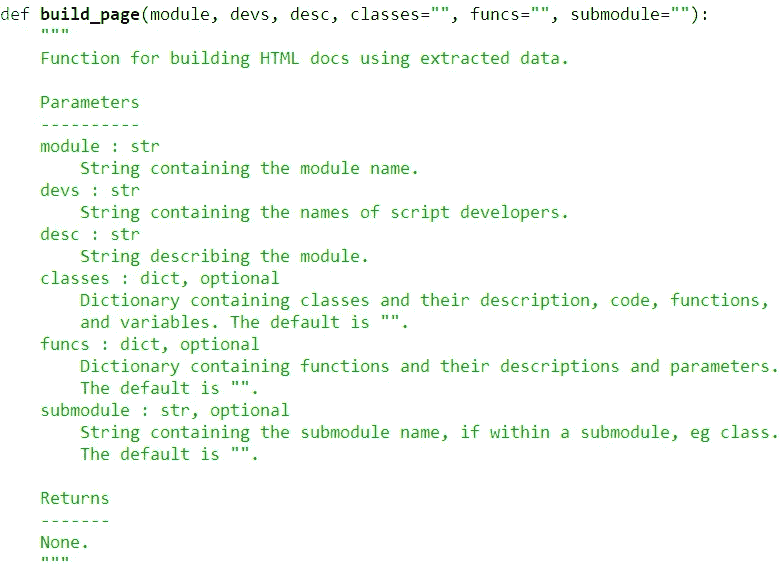 def build_page(module, devs, desc, classes="", funcs="", submodule=""):
    """
    Function for building HTML docs using extracted data.

    Parameters
    ----------
    module : str
        String containing the module name.
    devs : str
        String containing the names of script developers.
    desc : str
        String describing the module.
    classes : dict, optional
        Dictionary containing classes and their description, code, functions,
        and variables. The default is "".
    funcs : dict, optional
        Dictionary containing functions and their descriptions and parameters.
        The default is "".
    submodule : str, optional
        String containing the submodule name, if within a submodule, eg class.
        The default is "".

    Returns
    -------
    None.
    """